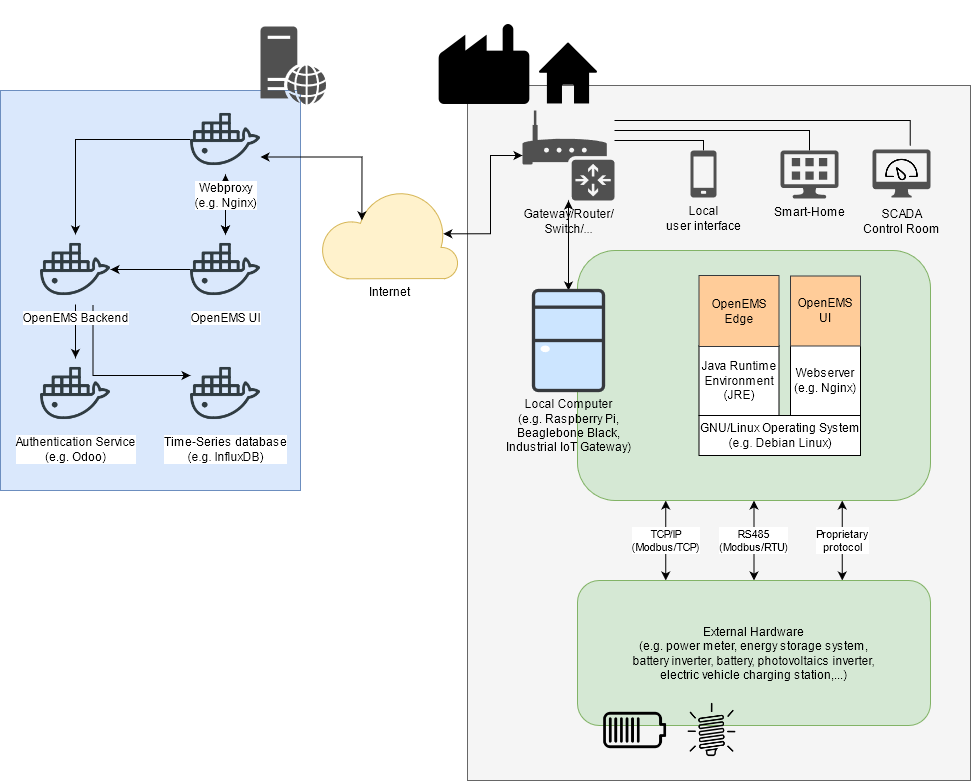 Webproxy
(e.g. Nginx)
OpenEMS Backend
OpenEMS UI
Authentication Service
(e.g. Odoo)
Time-Series database
(e.g. InfluxDB)
Internet
Gateway/Router/
Switch/...
Local
user interface
Smart-Home
SCADA
Control Room
Local Computer
(e.g. Raspberry Pi,
Beaglebone Black,
Industrial IoT Gateway)
OpenEMS
Edge
OpenEMS
UI
Java Runtime
Environment
(JRE)
Webserver
(e.g. Nginx)
GNU/Linux Operating System
(e.g. Debian Linux)
TCP/IP
(Modbus/TCP)
RS485
(Modbus/RTU)
Proprietary
protocol
External Hardware
(e.g. power meter, energy storage system,
battery inverter, battery, photovoltaics inverter,
electric vehicle charging station,...)